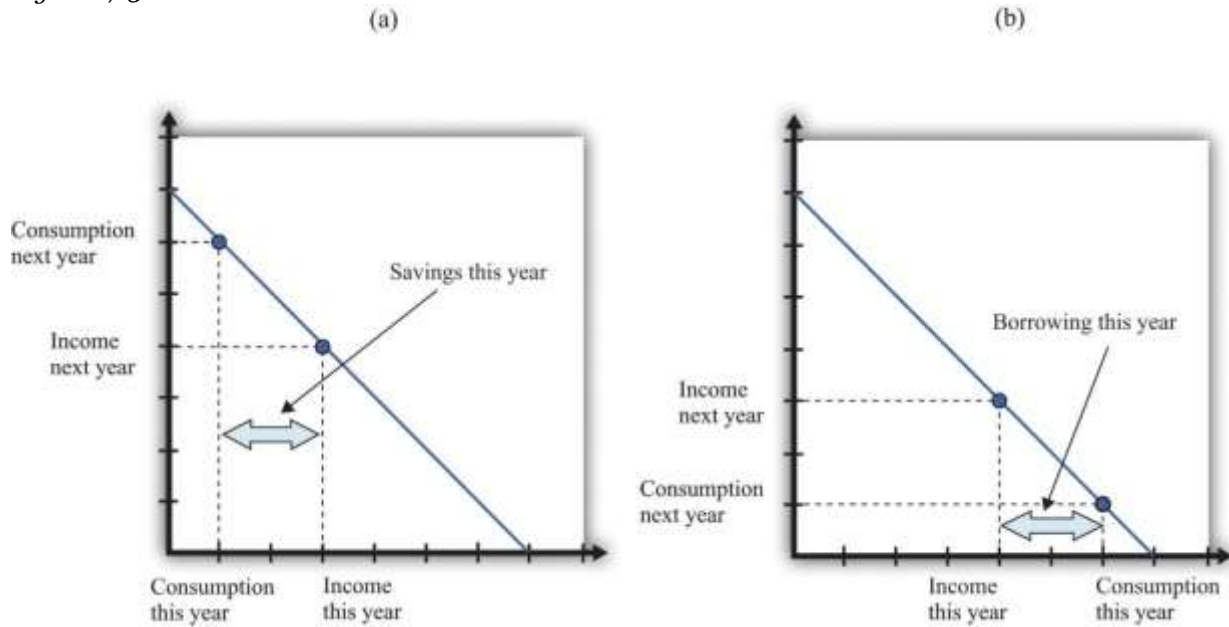 (a)
(b)
Consumption
next year
Savings this year
Income
next year
Consumption
this year
Income
this year
Borrowing this year
Income
next year
Consumption
next year
Income
this year
Consumption
this year